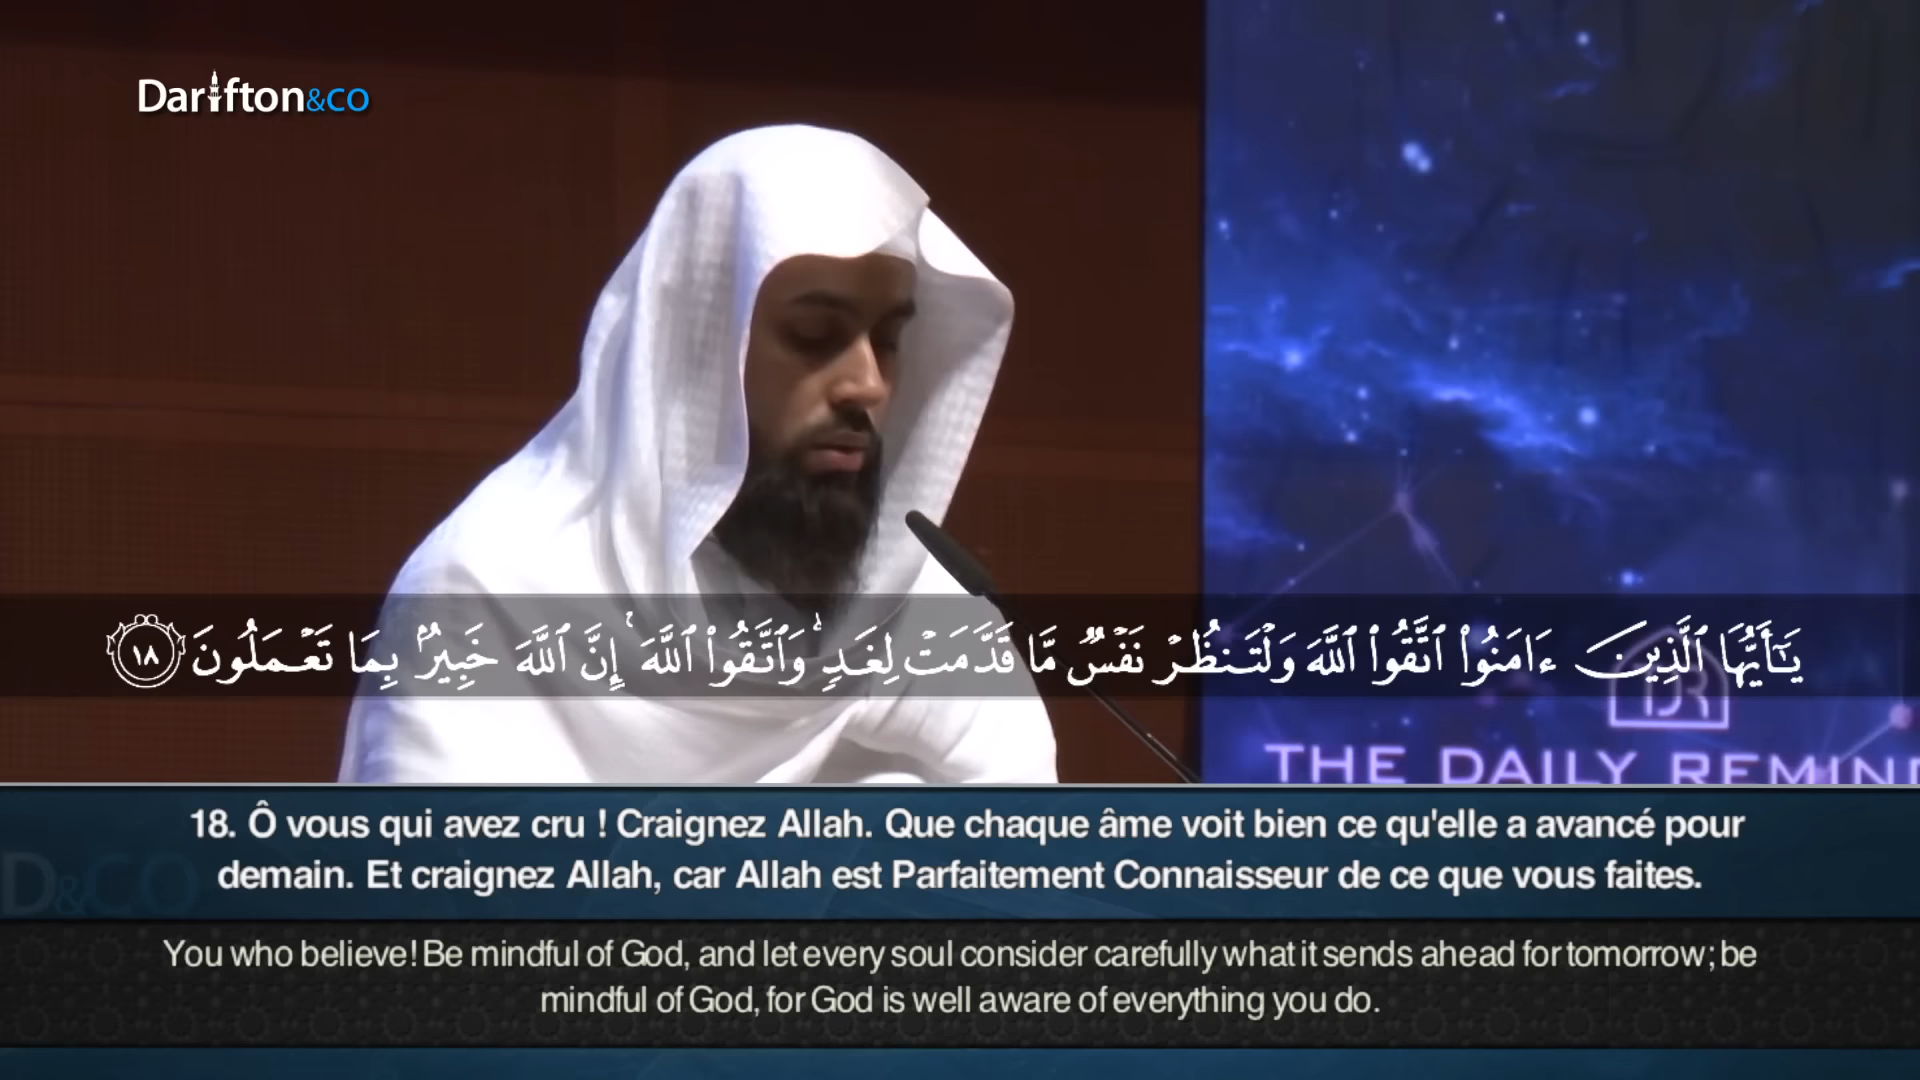 Darifton&CO
يَـٰٓأَيُّهَا ٱلَّذِينَ ءَامَنُوا۟ ٱتَّقُوا۟ ٱللَّهَ وَلْتَنظُرْ نَفْسٌ مَّا قَدَّمَتْ لِغَدٍ ۖ وَٱتَّقُوا۟ ٱللَّهَ ۚ إِنَّ ٱللَّهَ خَبِيرٌۢ بِمَا تَعْمَلُونَ ١٨
DR
THE DAILY REMIND
18. Ô vous qui avez cru ! Craignez Allah. Que chaque âme voit bien ce qu'elle a avancé pour
demain. Et craignez Allah, car Allah est Parfaitement Connaisseur de ce que vous faites.
D&CO
You who believe! Be mindful of God, and let every soul consider carefully what it sends ahead for tomorrow; be
mindful of God, for God is well aware of everything you do.